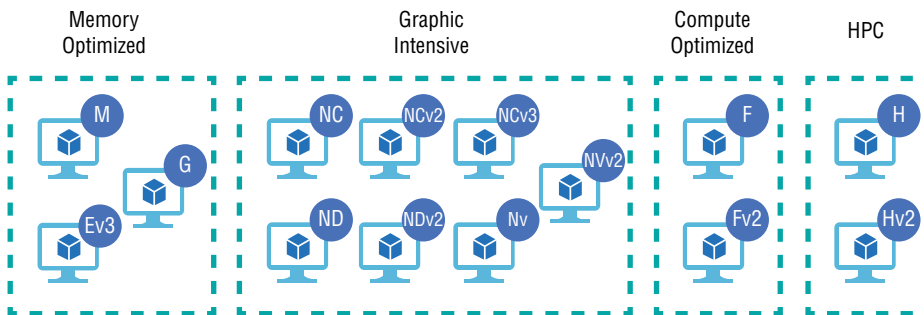 Memory
Optimized
Graphic
Intensive
Compute
Optimized
HPC
M
G
Ev3
NC
NCv2
NCv3
NVv2
ND
NDv2
Nv
F
Fv2
H
Hv2